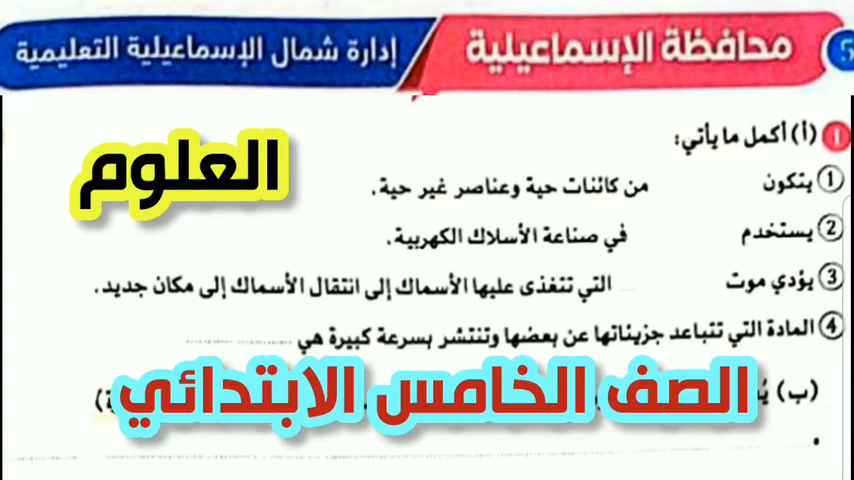 5 محافظة الإسماعيلية
إدارة شمال الإسماعيلية التعليمية
العلوم
١ (أ) أكمل ما يأتي:
① يتكون من كائنات حية وعناصر غير حية.
② يستخدم في صناعة الأسلاك الكهربية.
③ يؤدي موت ...... التي تتغذى عليها الأسماك إلى انتقال الأسماك إلى مكان جديد.
④ المادة التي تتباعد جزيئاتها عن بعضها وتنتشر بسرعة كبيرة هي ......
(ب)
الصف الخامس الابتدائي